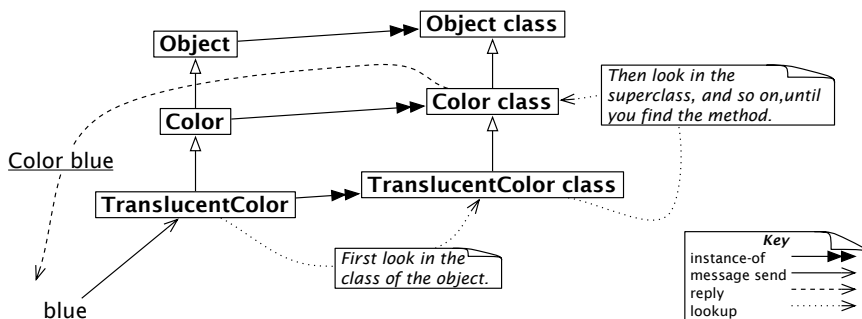 Object
Object class
Then look in the
superclass, and so on,until
you find the method.
Color
Color class
Color blue
TranslucentColor
TranslucentColor class
First look in the
class of the object.
blue
Key
instance-of
message send
reply
lookup